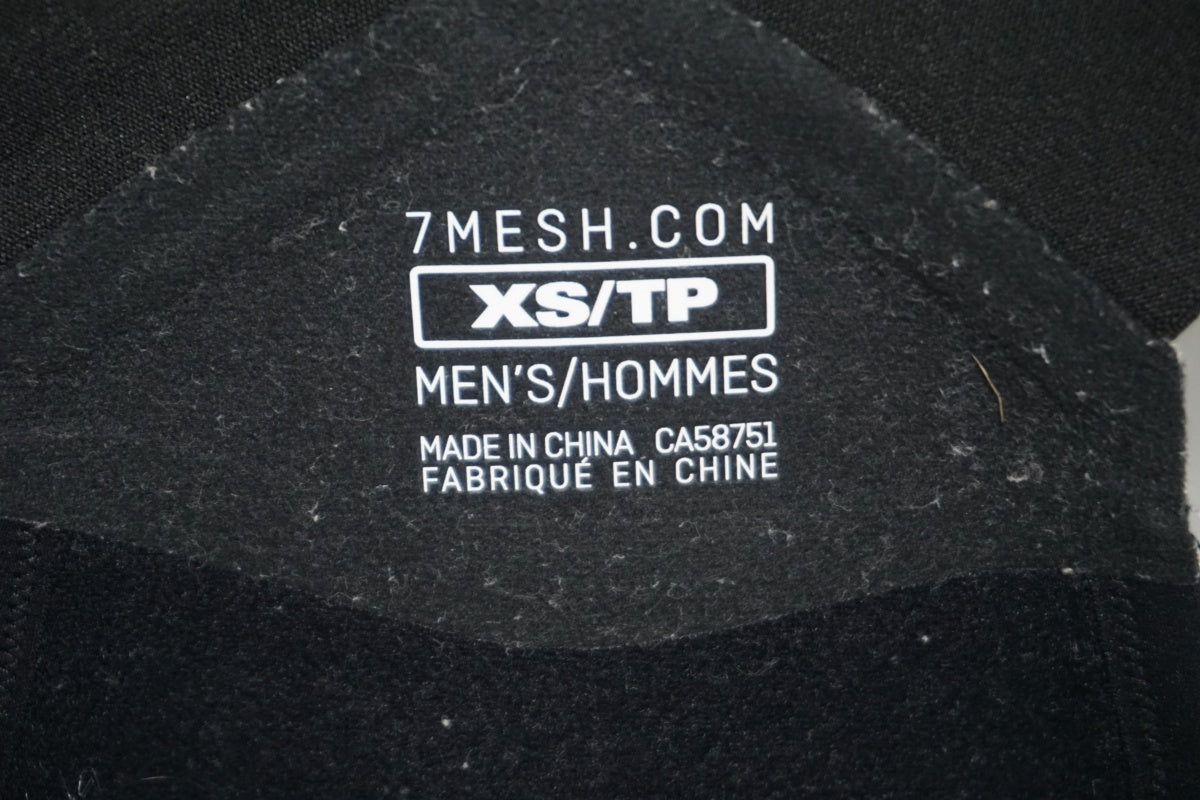 7MESH.COM
XS/TP
MEN'S/HOMMES
MADE IN CHINA CA58751
FABRIQUÉ EN CHINE